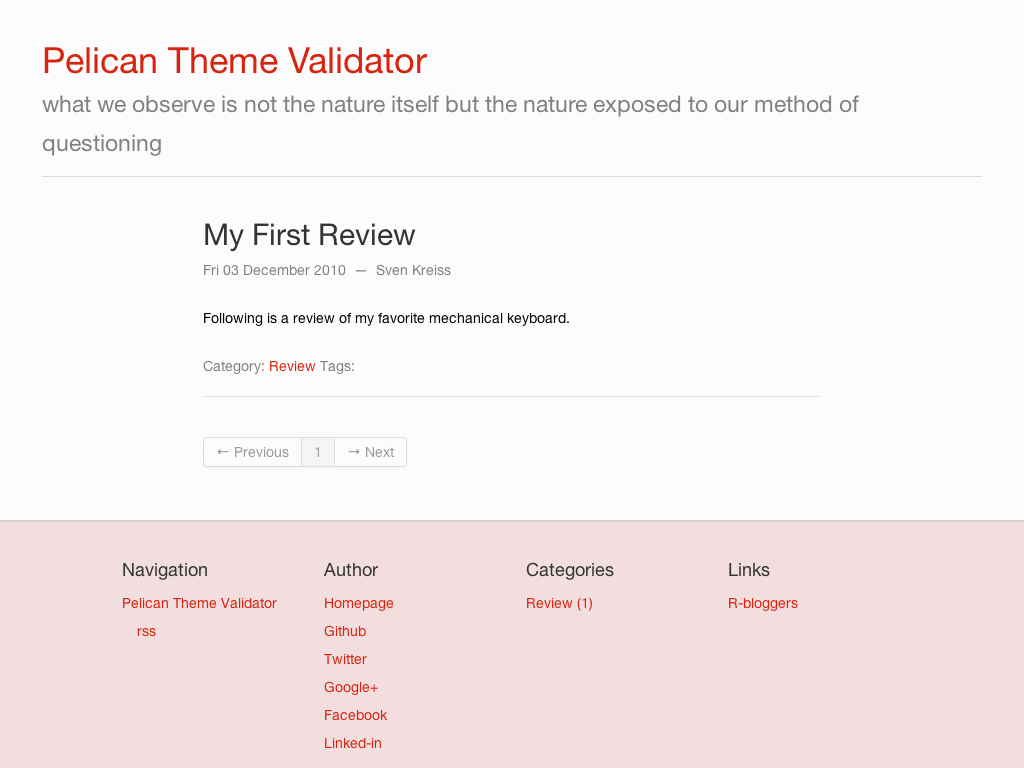 Pelican Theme Validator
what we observe is not the nature itself but the nature exposed to our method of
questioning
My First Review
Fri 03 December 2010 — Sven Kreiss
Following is a review of my favorite mechanical keyboard.
Category: Review Tags:
← Previous 1 → Next
Navigation
Pelican Theme Validator
rss
Author
Homepage
Github
Twitter
Google+
Facebook
Linked-in
Categories
Review (1)
Links
R-bloggers